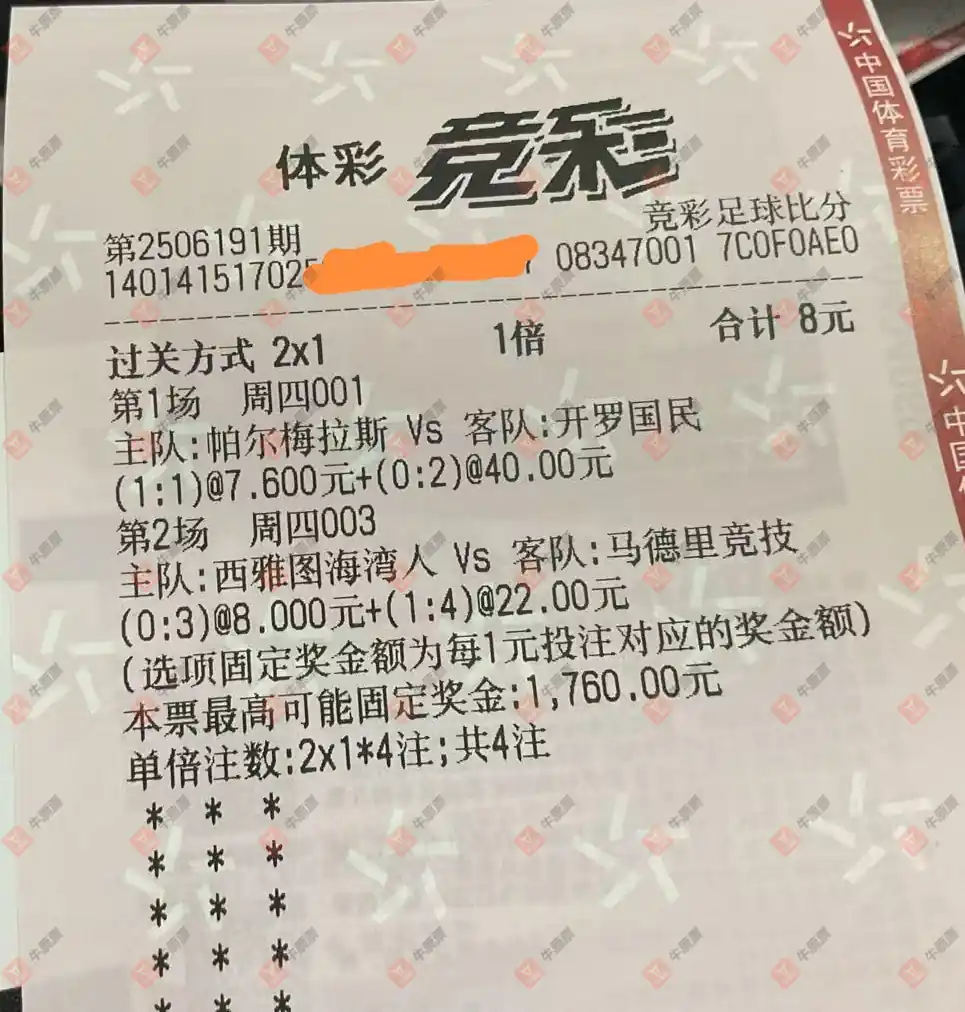 体彩 竞彩
竞彩足球比分
第2506191期
14014151702 08347001 7C0F0AE0
过关方式 2x1 1倍 合计 8元
第1场 周四001
主队:帕尔梅拉斯 Vs 客队:开罗国民
(1:1)@7.600元+(0:2)@40.00元
第2场 周四003
主队:西雅图海湾人 Vs 客队:马德里竞技
(0:3)@8.000元+(1:4)@22.00元
(选项固定奖金额为每1元投注对应的奖金额)
本票最高可能固定奖金:1,760.00元
单倍注数:2x1*4注;共4注
* * *
* * *
* * *
* * *
* * *
中国体育彩票
中国
牛票票